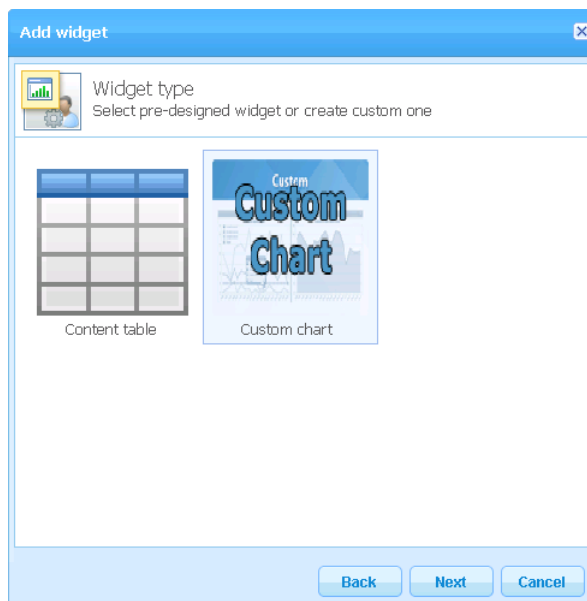 Add widget
Widget type
Select pre-designed widget or create custom one
Custom
Custom
Chart
Content table
Custom chart
Back
Next
Cancel